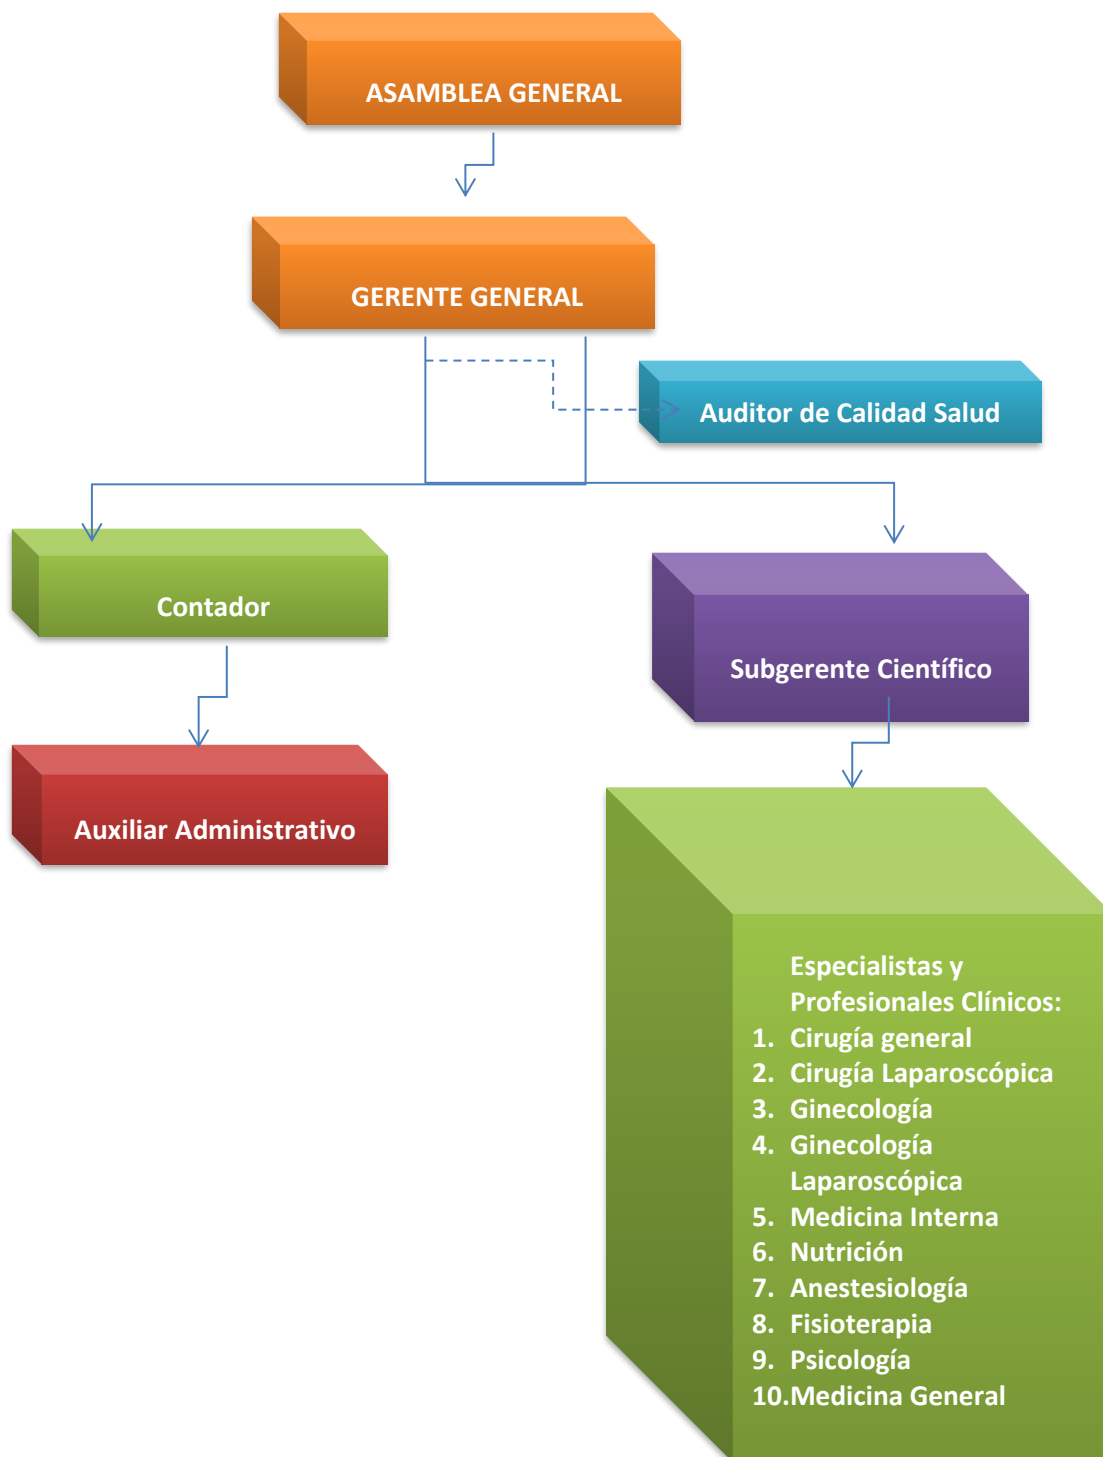 ASAMBLEA GENERAL
GERENTE GENERAL
Auditor de Calidad Salud
Contador
Subgerente Científico
Auxiliar Administrativo
Especialistas y
Profesionales Clínicos:
1. Cirugía general
2. Cirugía Laparoscópica
3. Ginecología
4. Ginecología
Laparoscópica
5. Medicina Interna
6. Nutrición
7. Anestesiología
8. Fisioterapia
9. Psicología
10.Medicina General